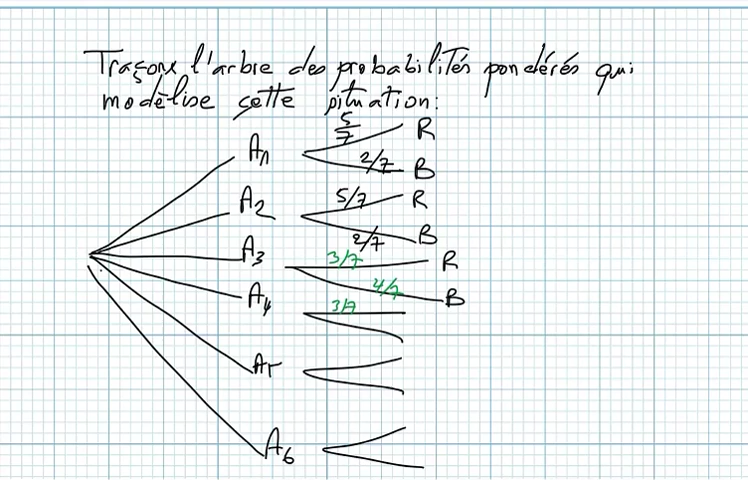 Traçons l'arbre des probabilités pondérés qui
modélise cette situation:
A1 5/7 R
2/7 B
A2 5/7 R
2/7 B
A3 3/7 R
4/7 B
A4 3/7
A5
A6